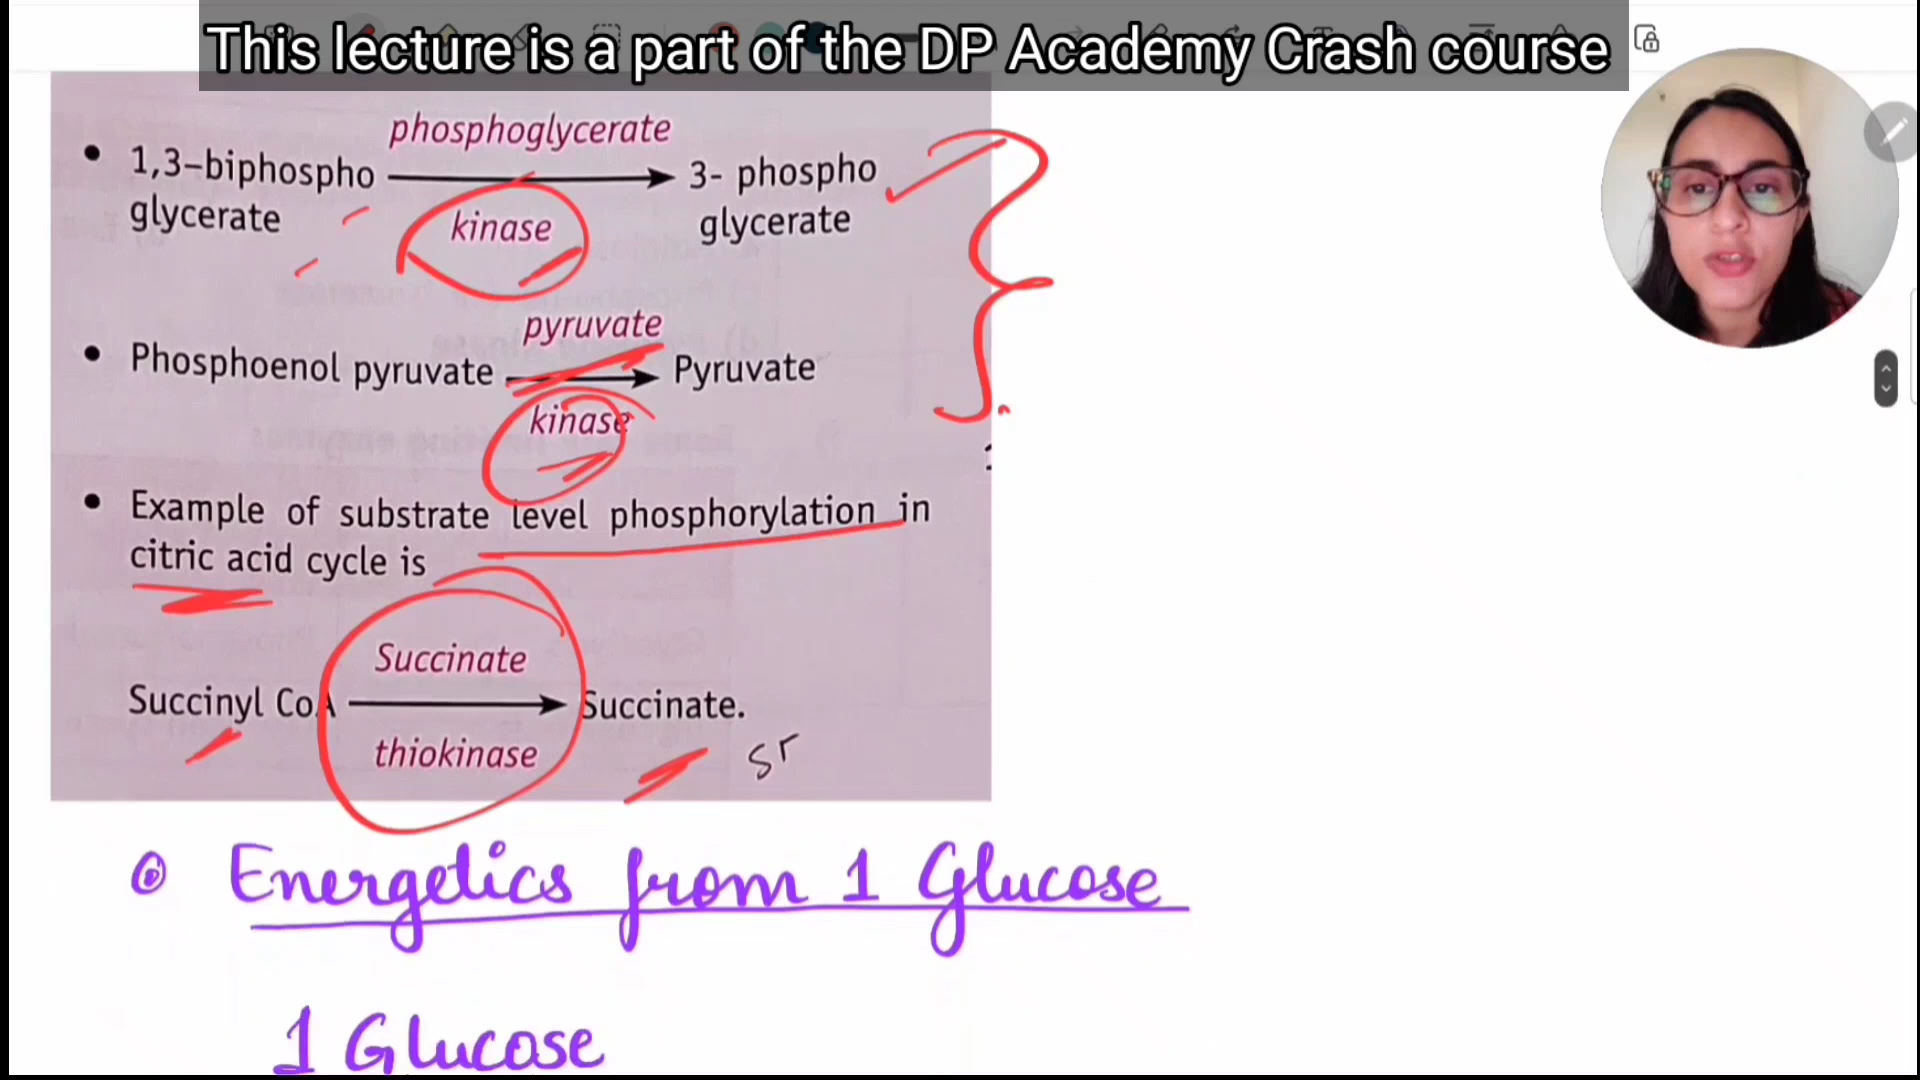 This lecture is a part of the DP Academy Crash course
phosphoglycerate
• 1,3–biphospho 3- phospho
glycerate kinase glycerate
pyruvate
• Phosphoenol pyruvate Pyruvate
kinase
• Example of substrate level phosphorylation in
citric acid cycle is
Succinate
Succinyl CoA Succinate.
thiokinase
Energetics from 1 Glucose
1 Glucose